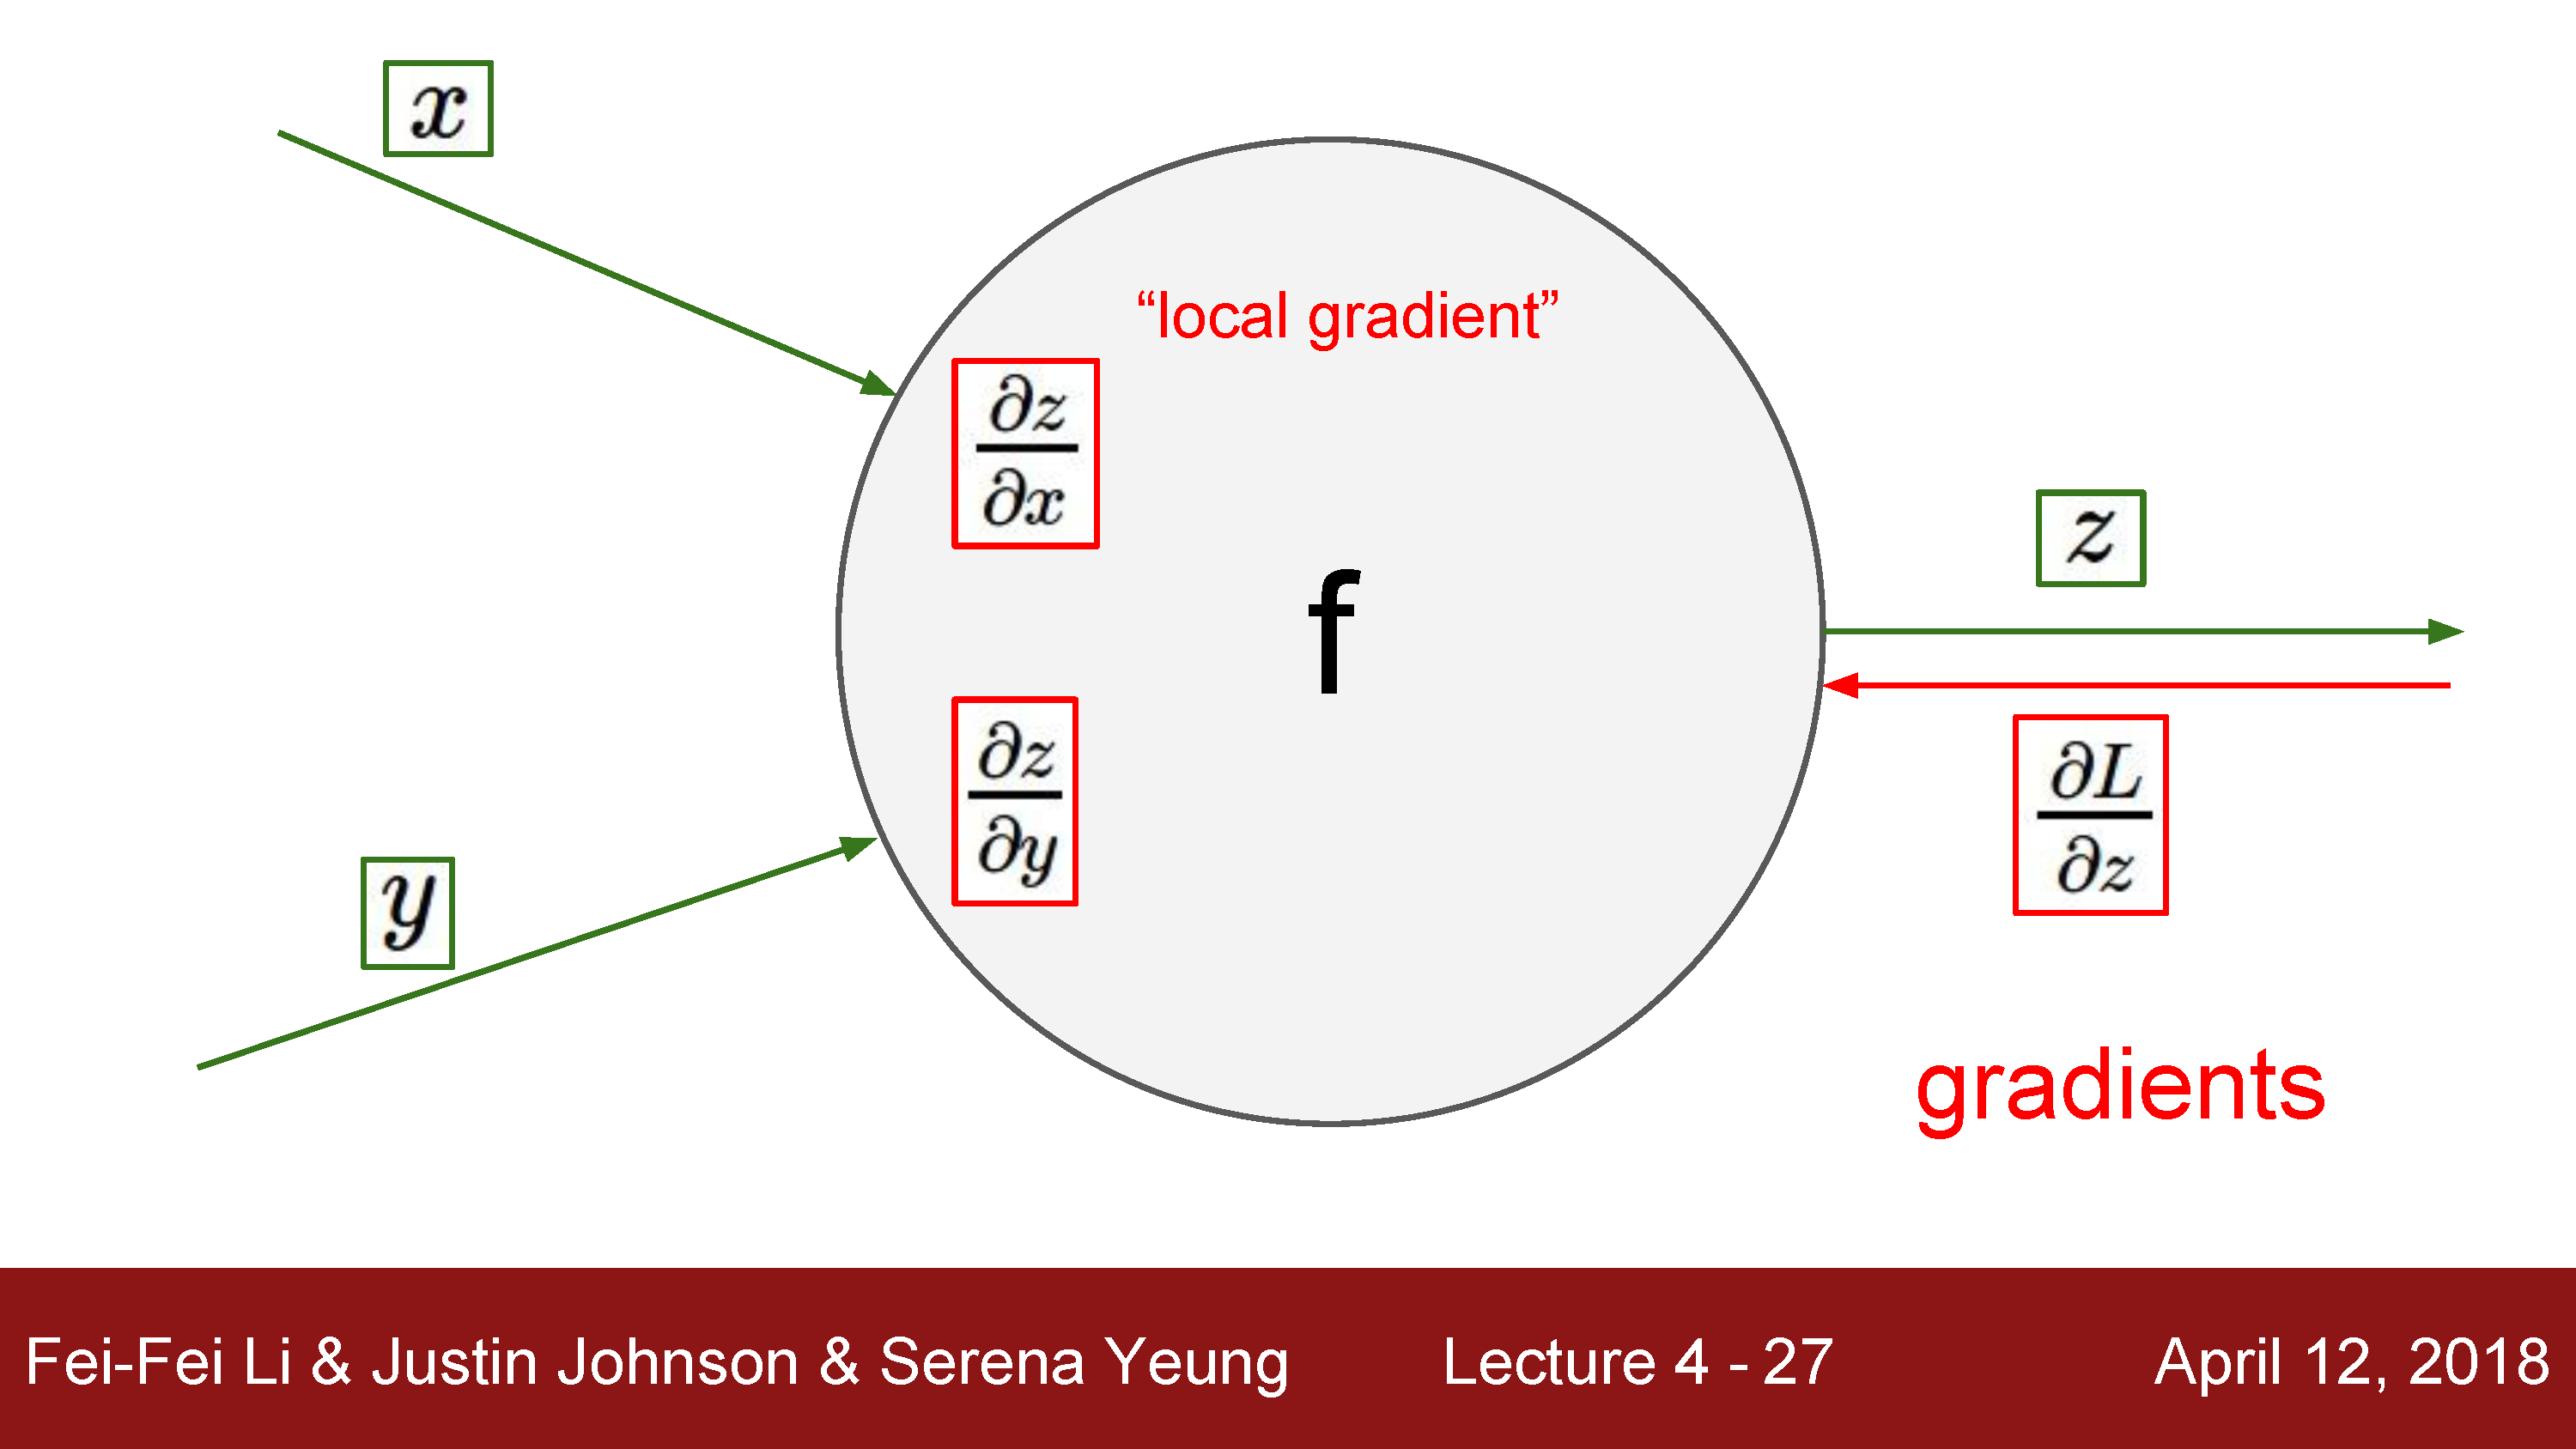 x
“local gradient”
∂z
∂x
z
f
∂z
∂y
∂L
∂z
y
gradients
Fei-Fei Li & Justin Johnson & Serena Yeung
Lecture 4 - 27
April 12, 2018